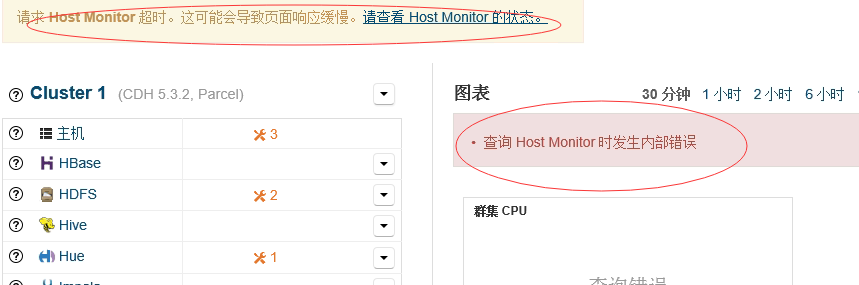 请求 Host Monitor 超时。这可能会导致页面响应缓慢。请查看 Host Monitor 的状态。
Cluster 1 (CDH 5.3.2, Parcel)
主机 3
HBase
HDFS 2
Hive
Hue 1
图表 30 分钟 1 小时 2 小时 6 小时
• 查询 Host Monitor 时发生内部错误
群集 CPU
查询错误